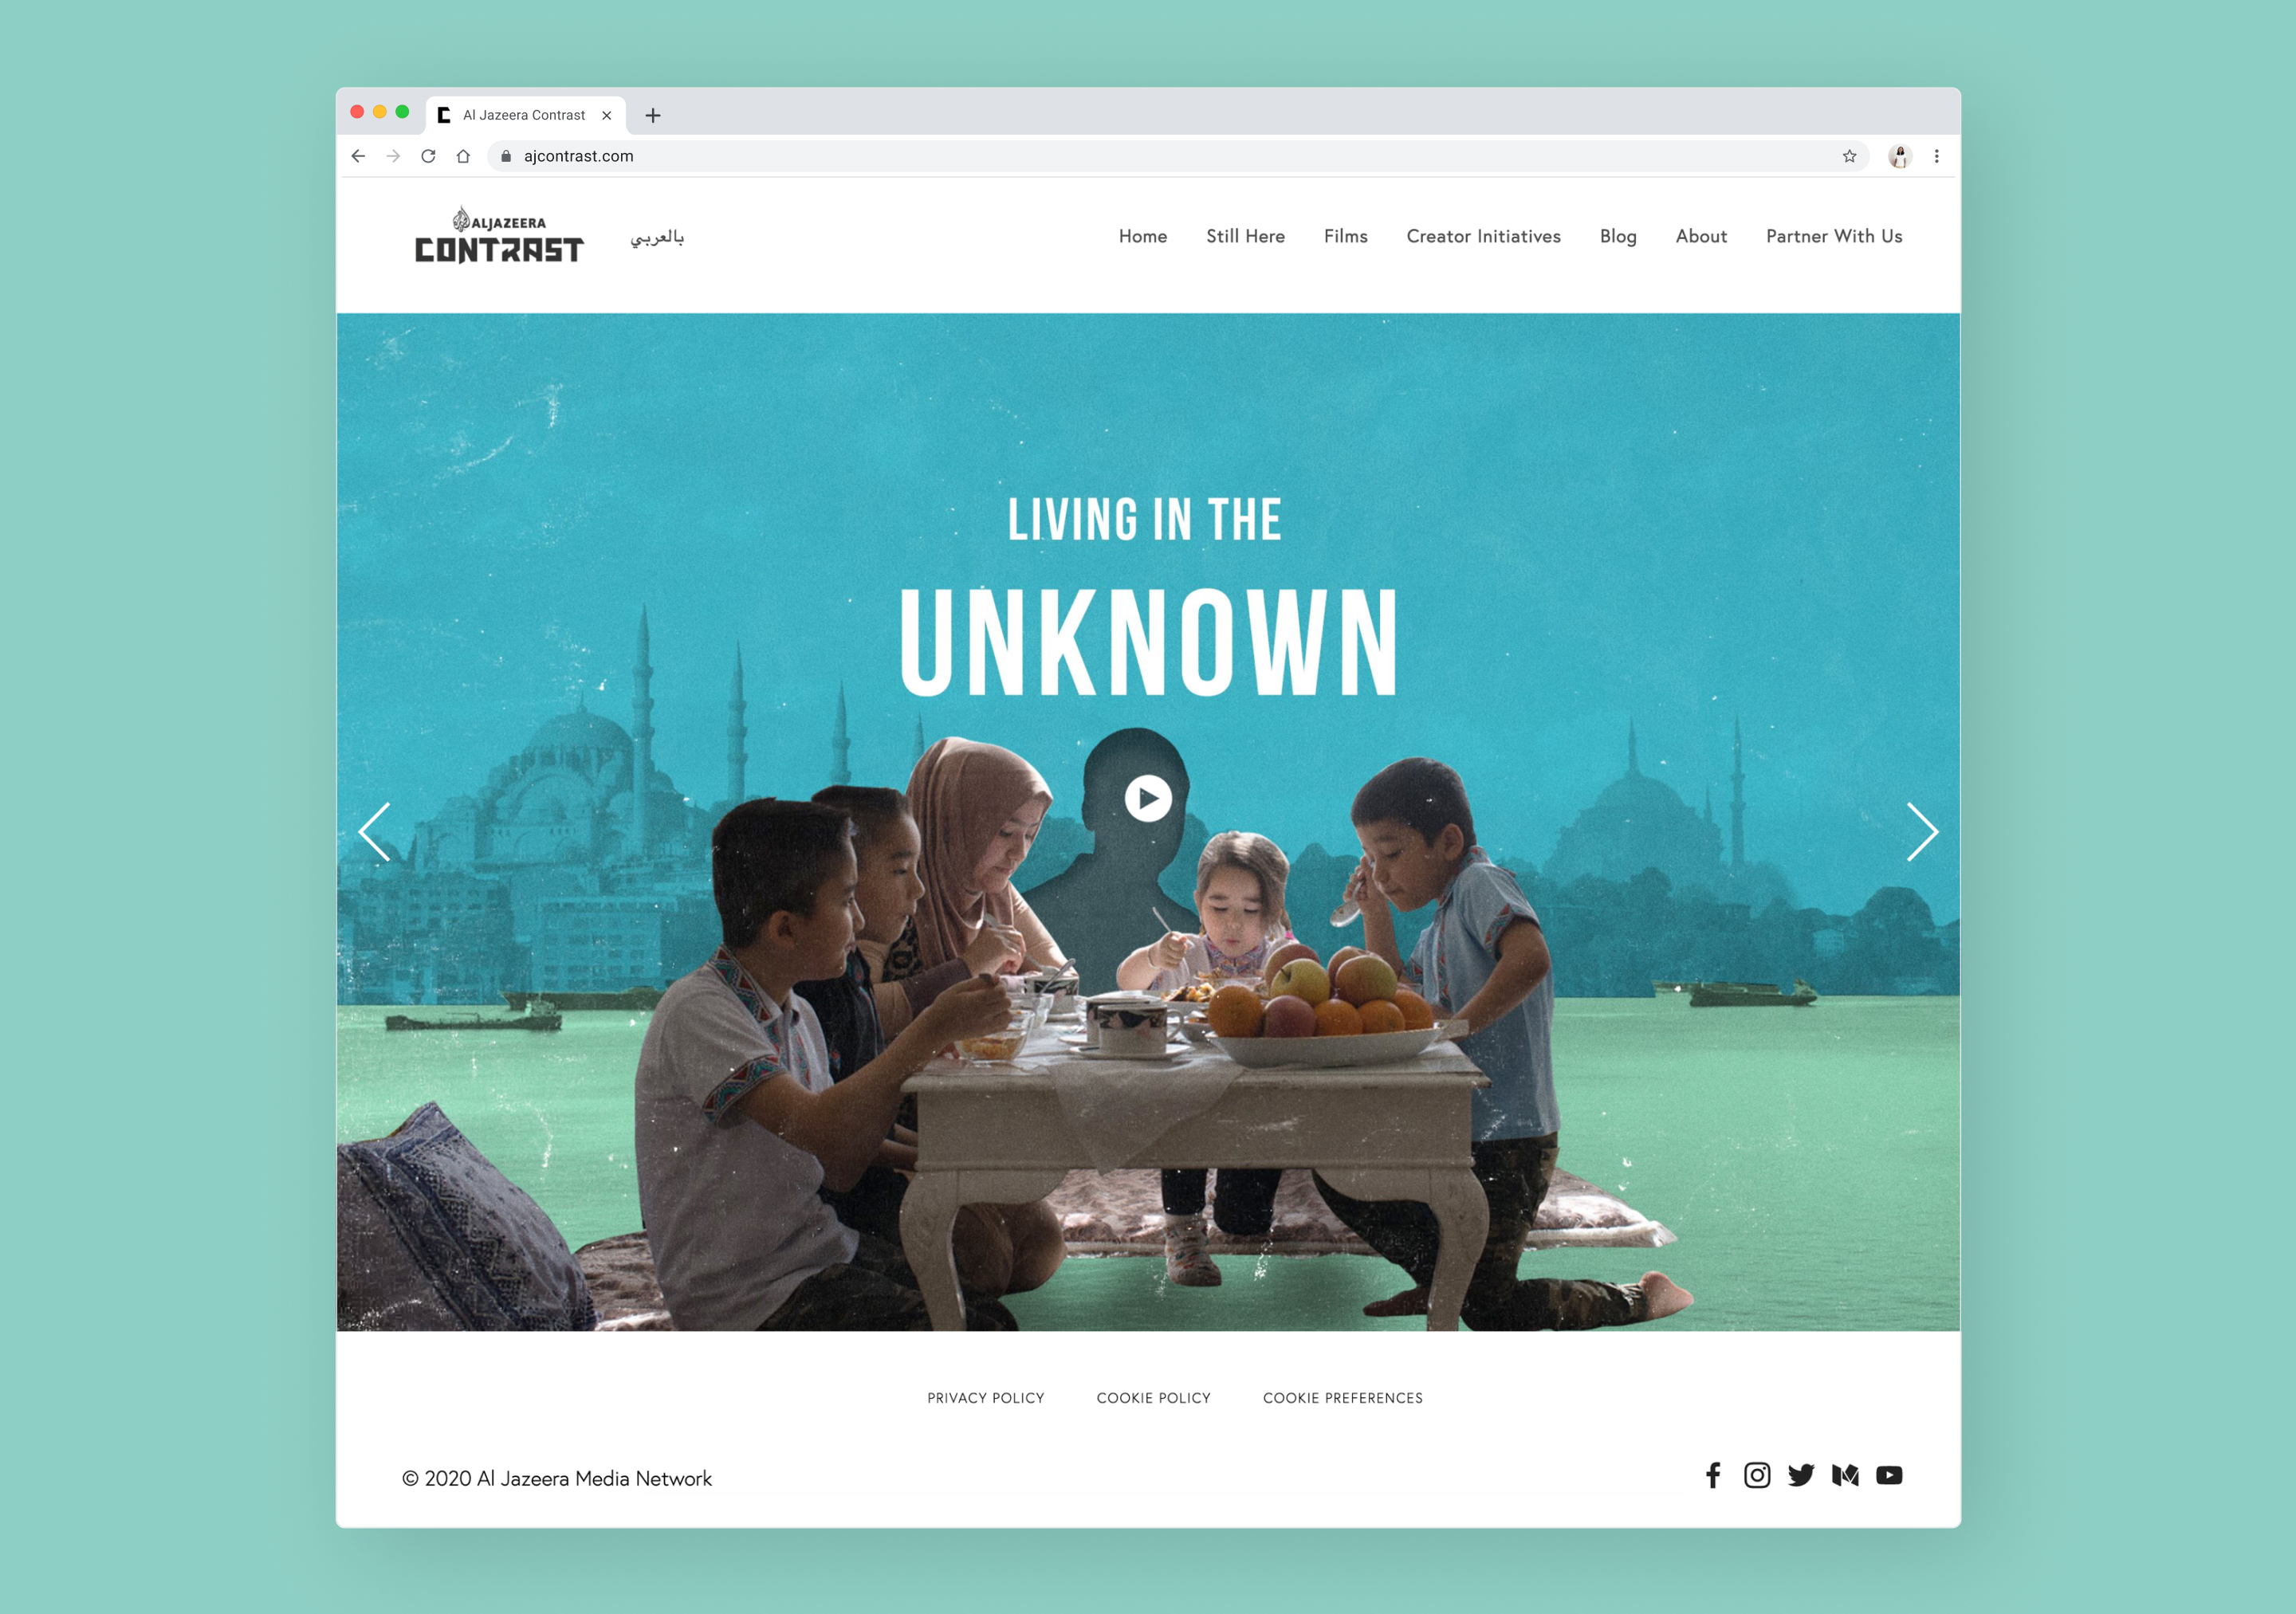 Al Jazeera Contrast
ajcontrast.com
ALJAZEERA
CONTRAST
بالعربي
Home Still Here Films Creator Initiatives Blog About Partner With Us
LIVING IN THE
UNKNOWN
PRIVACY POLICY COOKIE POLICY COOKIE PREFERENCES
© 2020 Al Jazeera Media Network